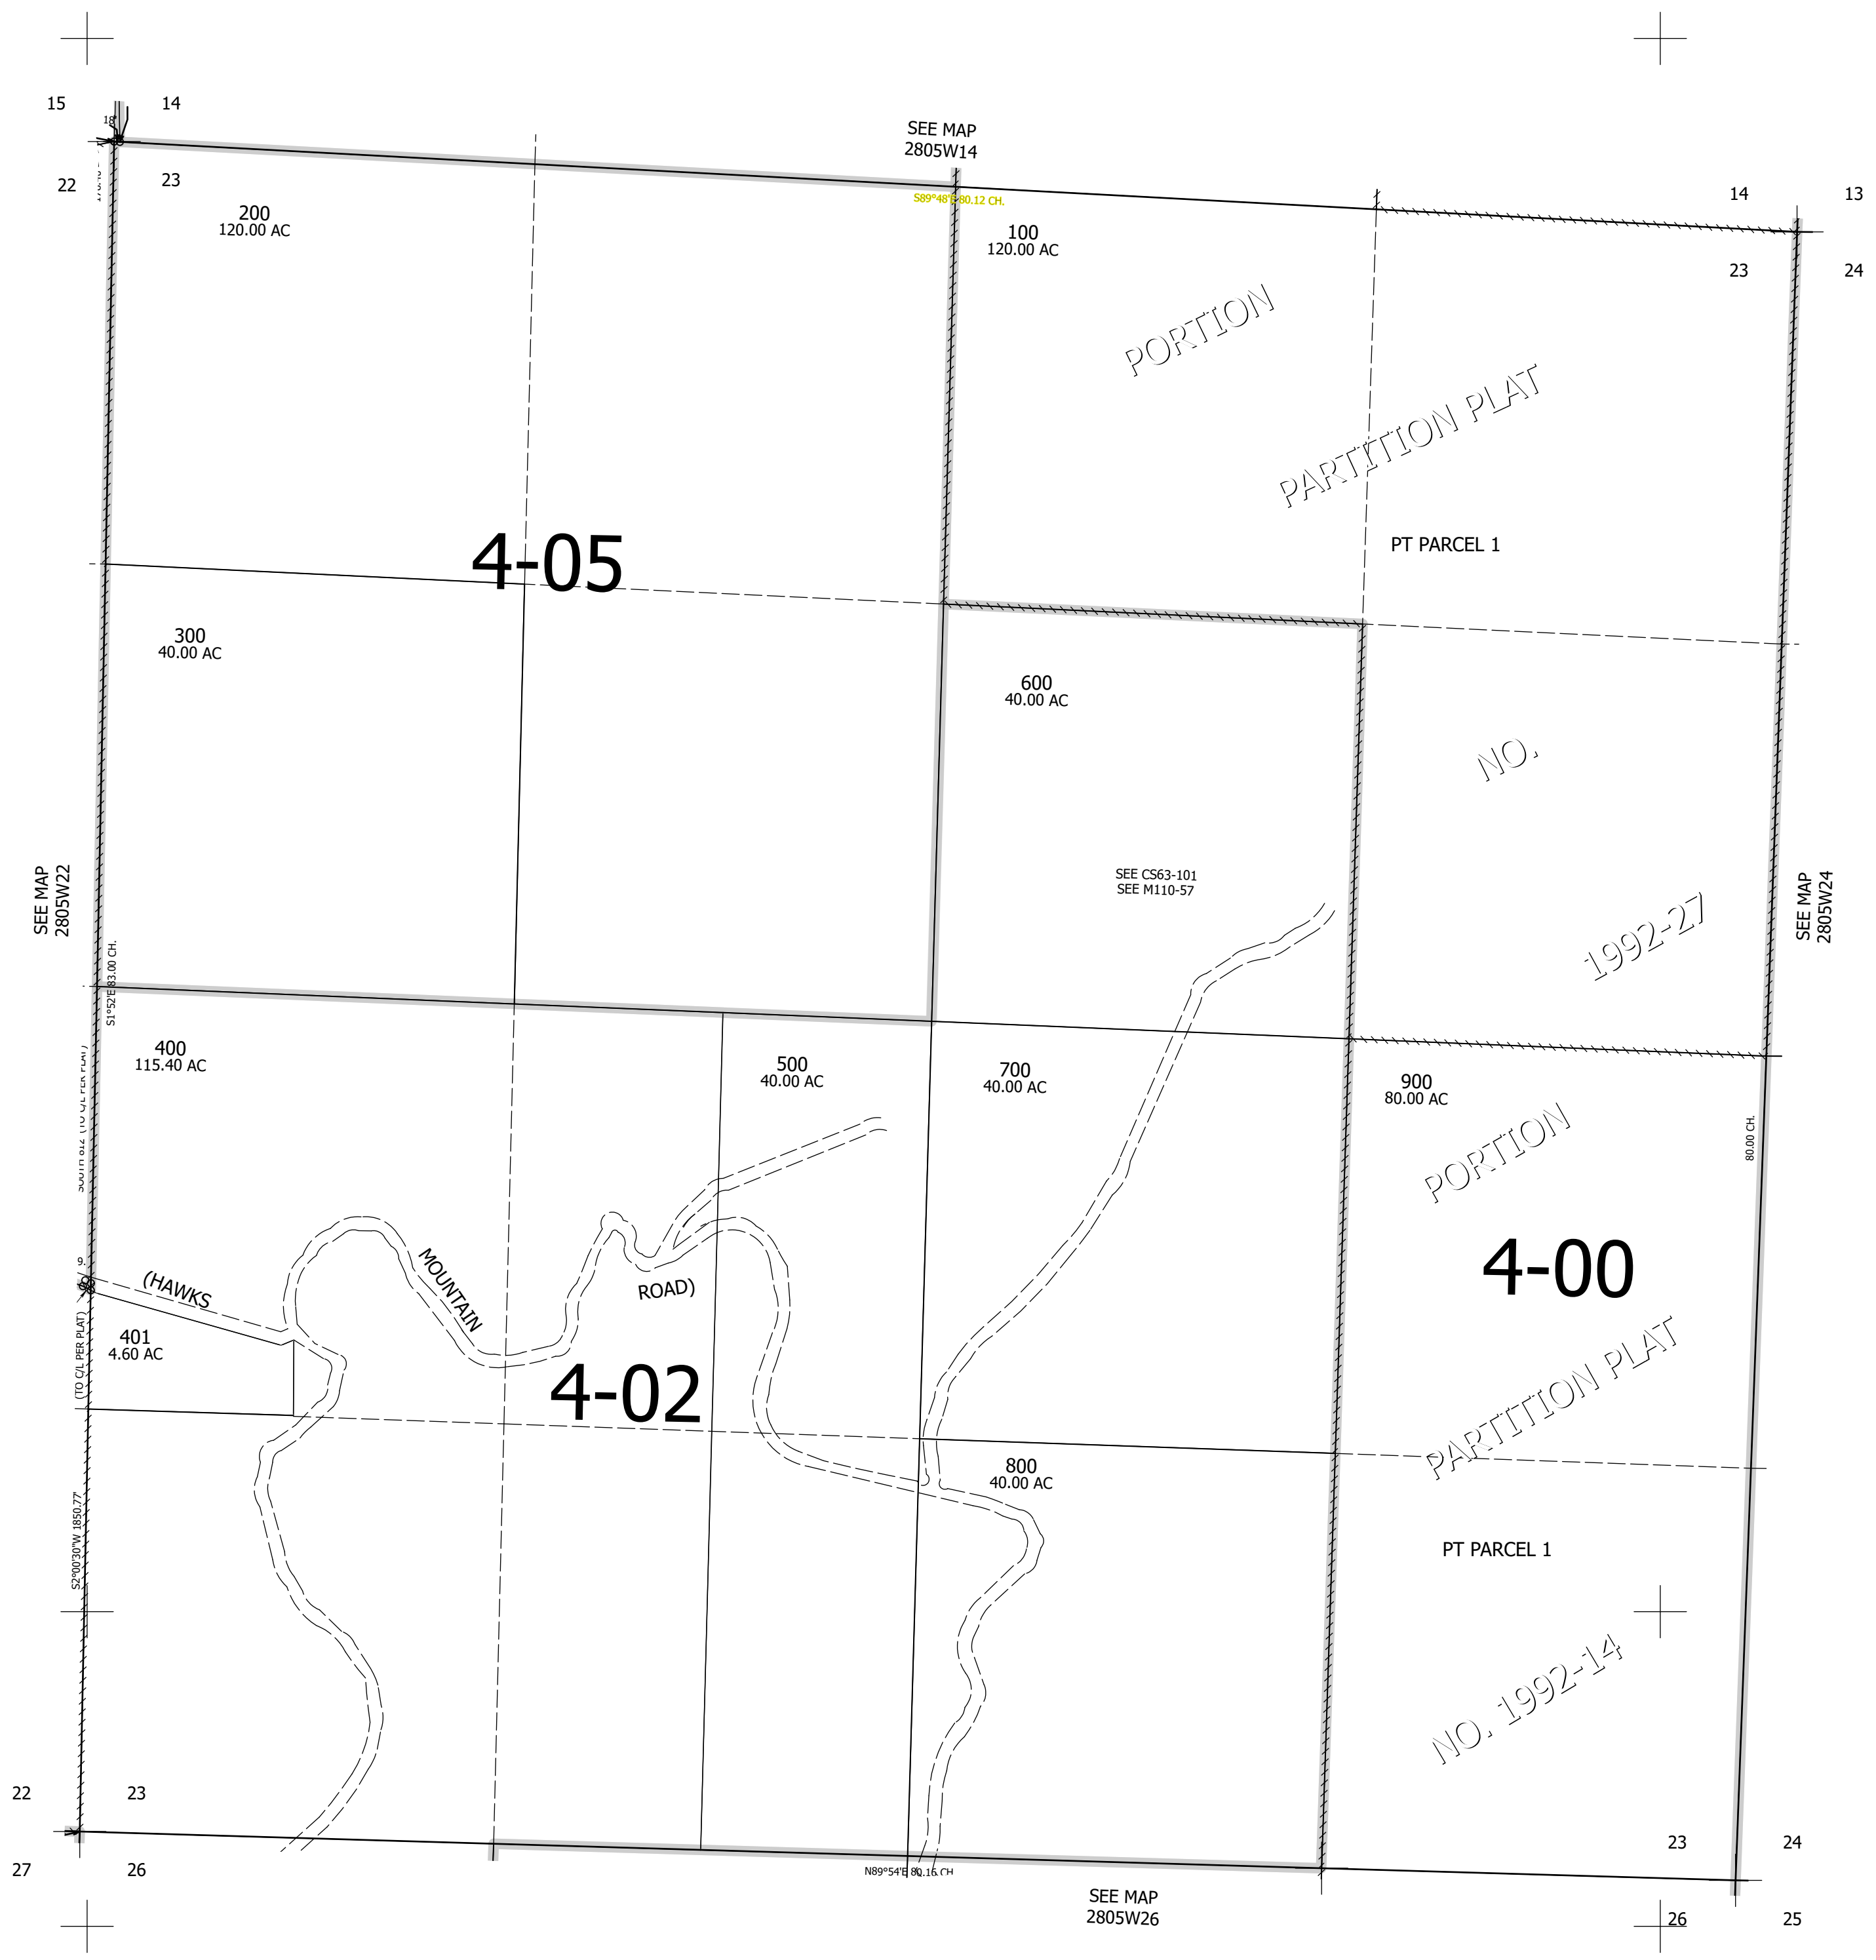 15
14
18'
22
23
SEE MAP
2805W14
S89°48'E 80.12 CH.
14
13
23
24
200
120.00 AC
100
120.00 AC
PORTION
PARTITION PLAT
PT PARCEL 1
4-05
300
40.00 AC
600
40.00 AC
NO.
1992-27
SEE CS63-101
SEE M110-57
SEE MAP
2805W22
SEE MAP
2805W24
S1°52'E 83.00 CH.
400
115.40 AC
500
40.00 AC
700
40.00 AC
900
80.00 AC
PORTION
80.00 CH.
(HAWKS
MOUNTAIN
ROAD)
4-00
401
4.60 AC
(TO C/L PER PLAT)
4-02
PARTITION PLAT
800
40.00 AC
S2°00'30"W 1850.77'
PT PARCEL 1
NO. 1992-14
22
23
27
26
N89°54'E 80.16 CH
SEE MAP
2805W26
23
24
26
25